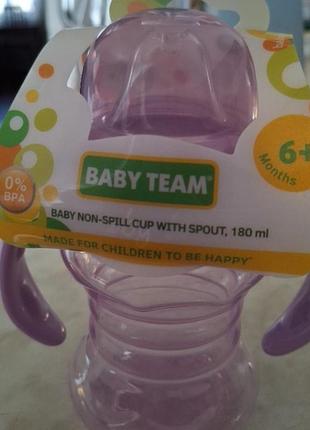 6+
Months
0%
BPA
BABY TEAM®
BABY NON-SPILL CUP WITH SPOUT, 180 ml
MADE FOR CHILDREN TO BE HAPPY